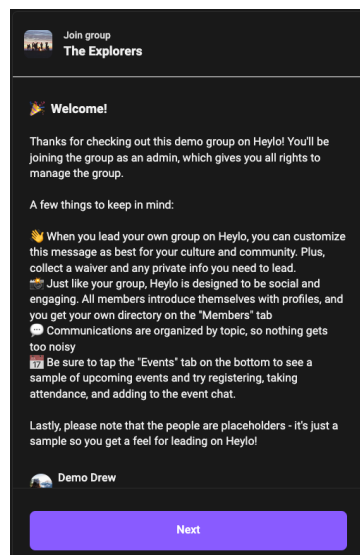 Join group
The Explorers
🎉 Welcome!
Thanks for checking out this demo group on Heylo! You'll be
joining the group as an admin, which gives you all rights to
manage the group.
A few things to keep in mind:
👋 When you lead your own group on Heylo, you can customize
this message as best for your culture and community. Plus,
collect a waiver and any private info you need to lead.
📸 Just like your group, Heylo is designed to be social and
engaging. All members introduce themselves with profiles, and
you get your own directory on the "Members" tab
💬 Communications are organized by topic, so nothing gets
too noisy
📅 Be sure to tap the "Events" tab on the bottom to see a
sample of upcoming events and try registering, taking
attendance, and adding to the event chat.
Lastly, please note that the people are placeholders - it's just a
sample so you get a feel for leading on Heylo!
Demo Drew
Next